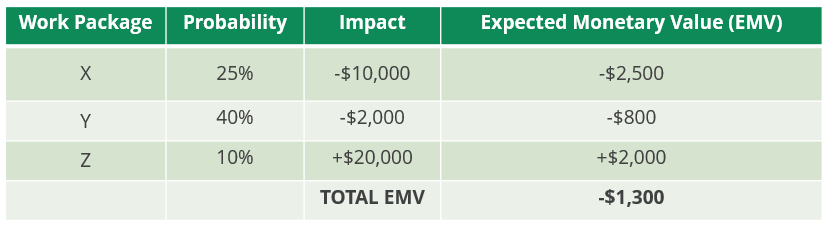 Work Package Probability Impact Expected Monetary Value (EMV)
X 25% -$10,000 -$2,500
Y 40% -$2,000 -$800
Z 10% +$20,000 +$2,000
TOTAL EMV -$1,300